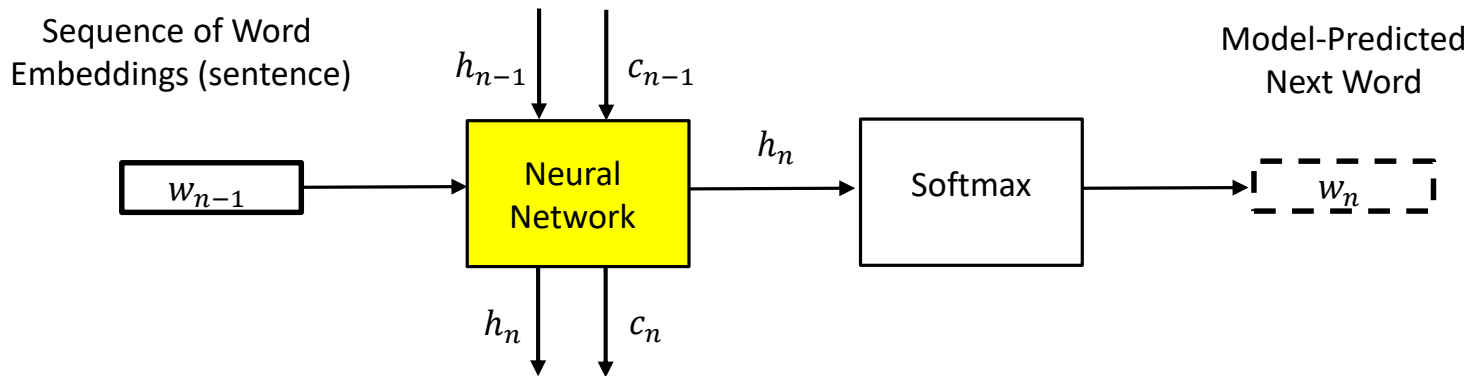 Sequence of Word
Embeddings (sentence)
Model-Predicted
Next Word
h_{n-1}
c_{n-1}
w_{n-1}
Neural
Network
h_n
Softmax
w_n
h_n
c_n